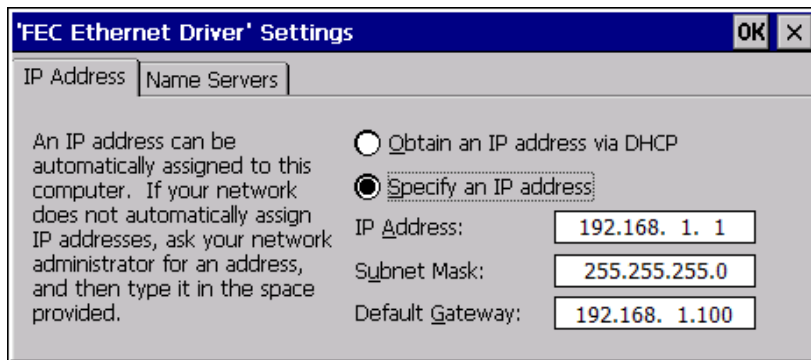 'FEC Ethernet Driver' Settings OK ×
IP Address Name Servers
An IP address can be
automatically assigned to this
computer. If your network
does not automatically assign
IP addresses, ask your network
administrator for an address,
and then type it in the space
provided.
Obtain an IP address via DHCP
Specify an IP address
IP Address: 192.168. 1. 1
Subnet Mask: 255.255.255.0
Default Gateway: 192.168. 1.100